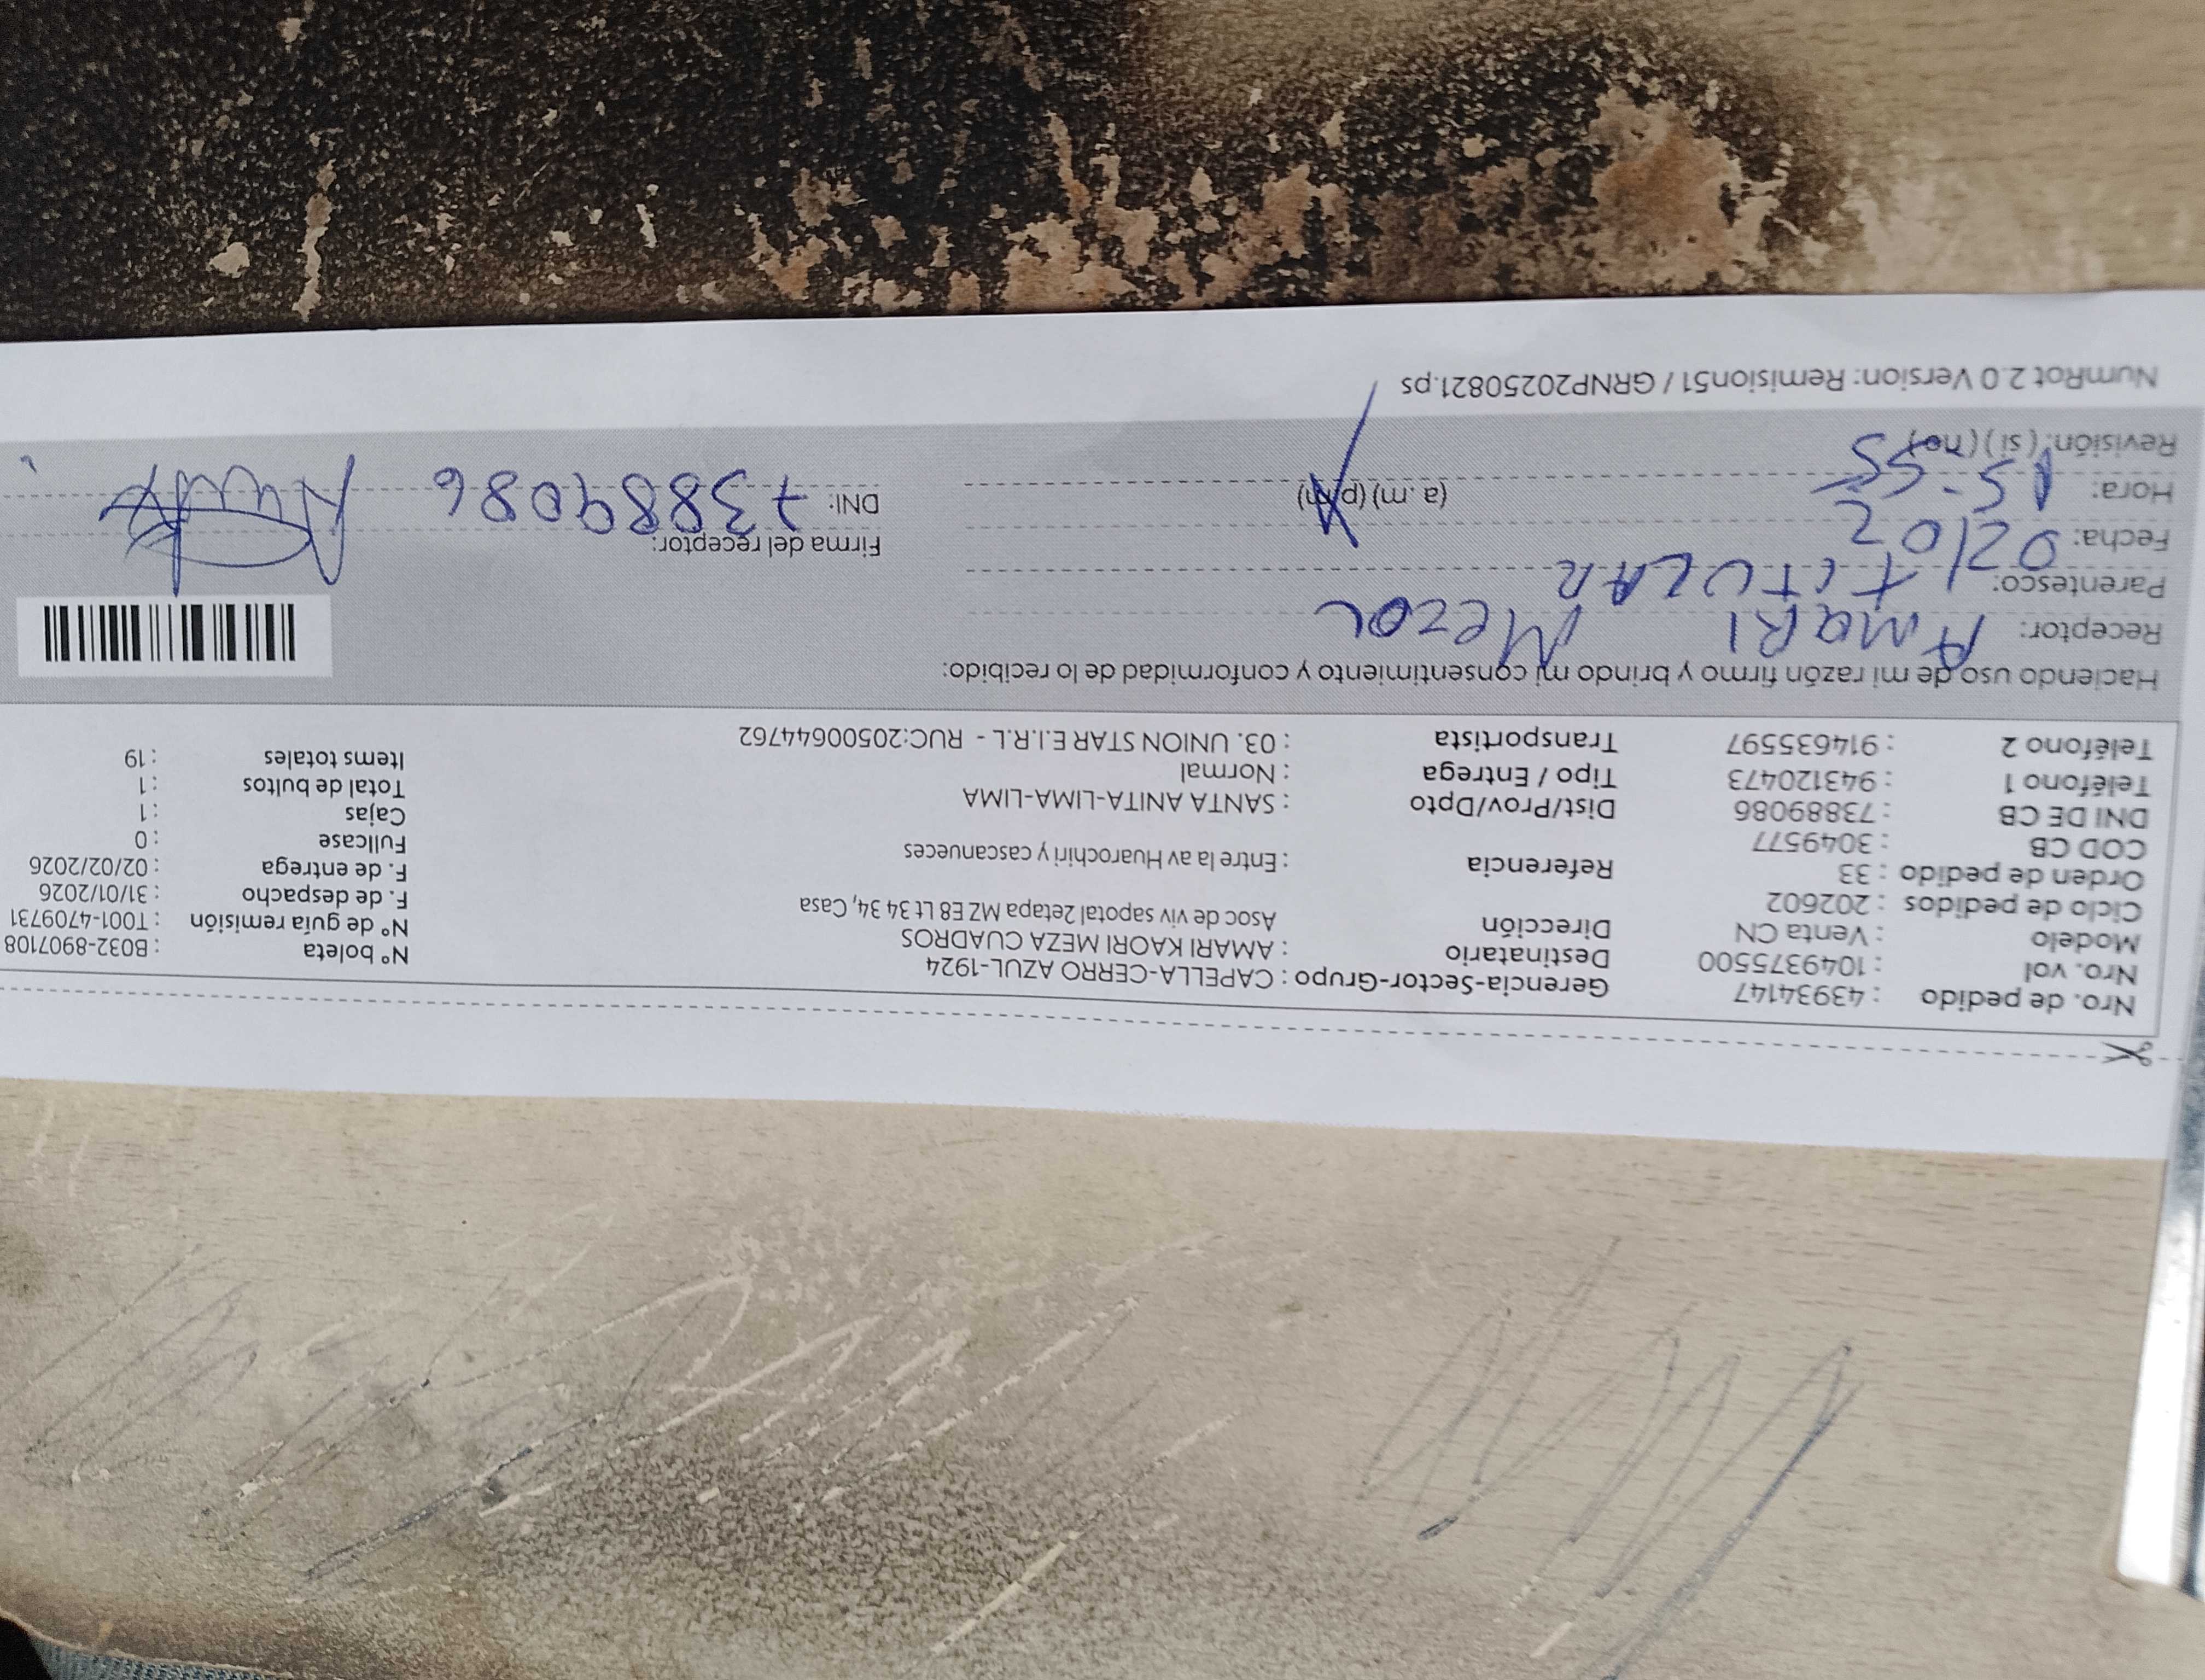 Nro. de pedido : 43934147 Gerencia-Sector-Grupo : CAPELLA-CERRO AZUL-1924 N° boleta : B032-8907108
Nro. vol : 1049375500 Destinatario : AMARI KAORI MEZA CUADROS N° de guía remisión : T001-4709731
Modelo : Venta CN Dirección Asoc de viv sapotal 2etapa MZ E8 Lt 34 34, Casa F. de despacho : 31/01/2026
Ciclo de pedidos : 202602 F. de entrega : 02/02/2026
Orden de pedido : 33 Referencia : Entre la av Huarochiri y cascanueces Fullcase : 0
COD CB : 3049577 Cajas : 1
DNI DE CB : 73889086 Dist/Prov/Dpto : SANTA ANITA-LIMA-LIMA Total de bultos : 1
Teléfono 1 : 943120473 Tipo / Entrega : Normal Items totales : 19
Teléfono 2 : 914635597 Transportista : 03. UNION STAR E.I.R.L - RUC:20500644762
Haciendo uso de mi razón firmo y brindo mi consentimiento y conformidad de lo recibido:
Receptor: AMARI
Parentesco: titULAR
Fecha: 02/02 Firma del receptor:
Hora: 15-55 (a.m) (p.m) DNI: 73889086
Revisión: (si) (no)
NumRot 2.0 Version: Remision51 / GRNP20250821.ps